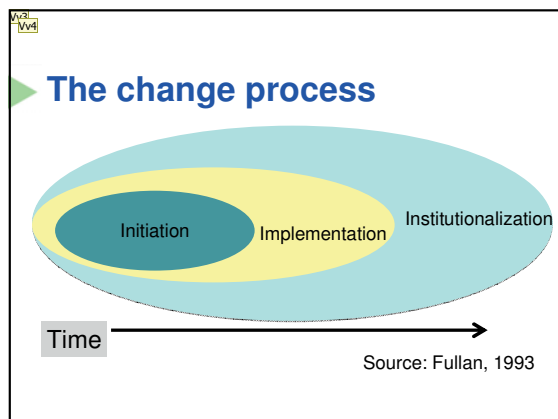 Vv3
Vv4
The change process
Initiation
Implementation
Institutionalization
Time
Source: Fullan, 1993